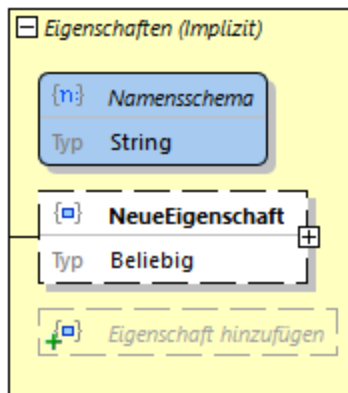 Eigenschaften (Implizit)
{n:} Namensschema
Typ String
NeueEigenschaft
Typ Beliebig
Eigenschaft hinzufügen